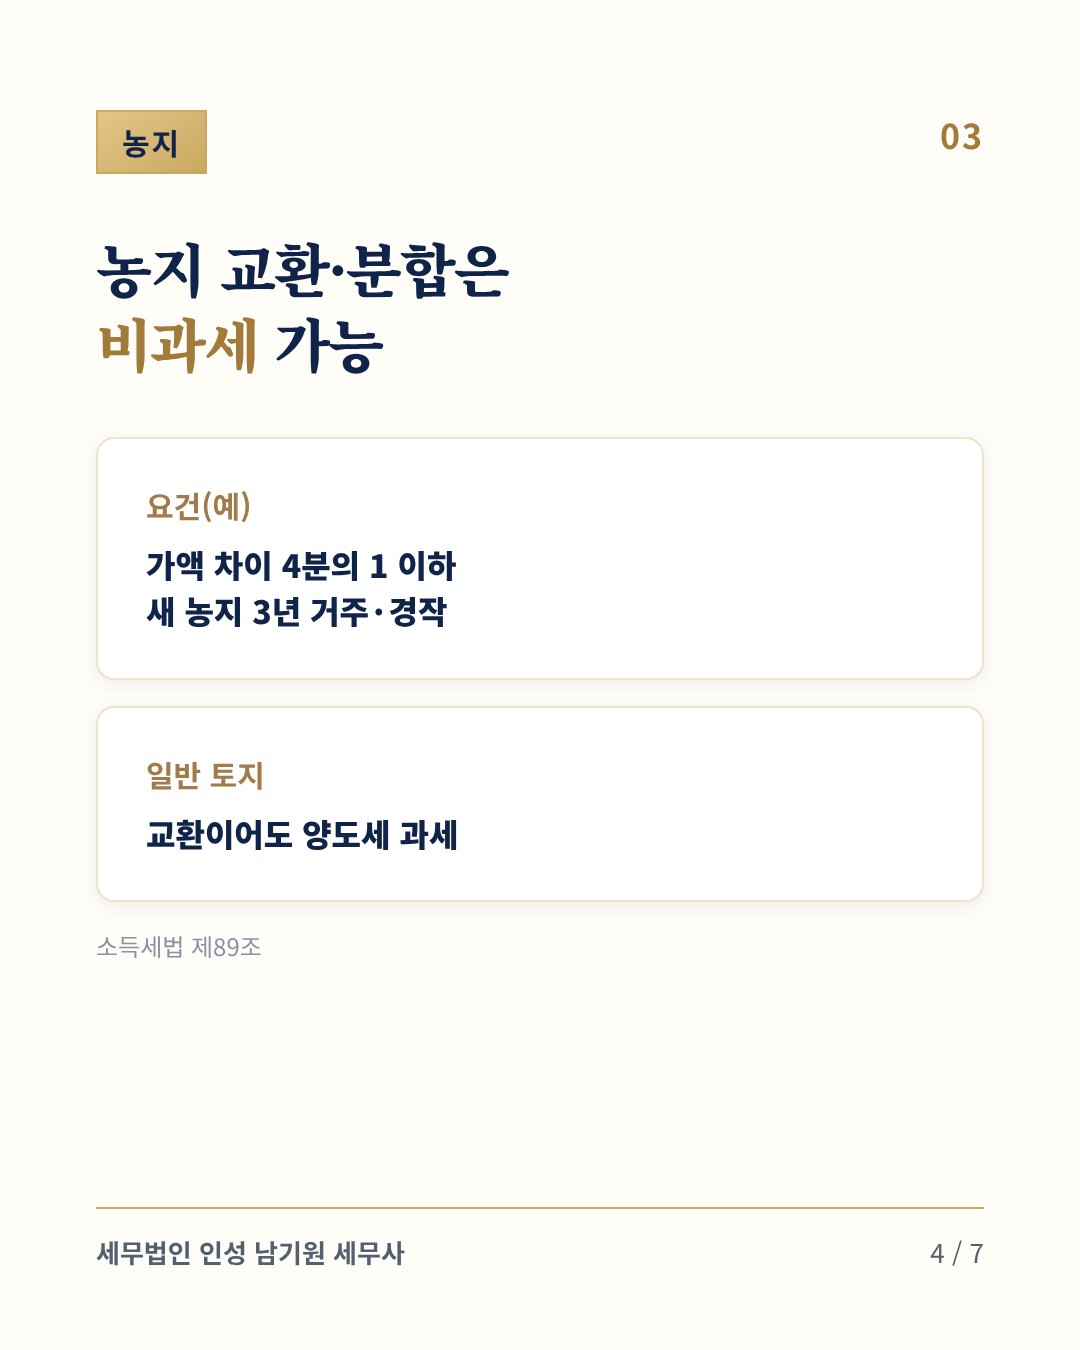 농지
03
농지 교환·분합은
비과세 가능
요건(예)
가액 차이 4분의 1 이하
새 농지 3년 거주·경작
일반 토지
교환이어도 양도세 과세
소득세법 제89조
세무법인 인성 남기원 세무사
4 / 7